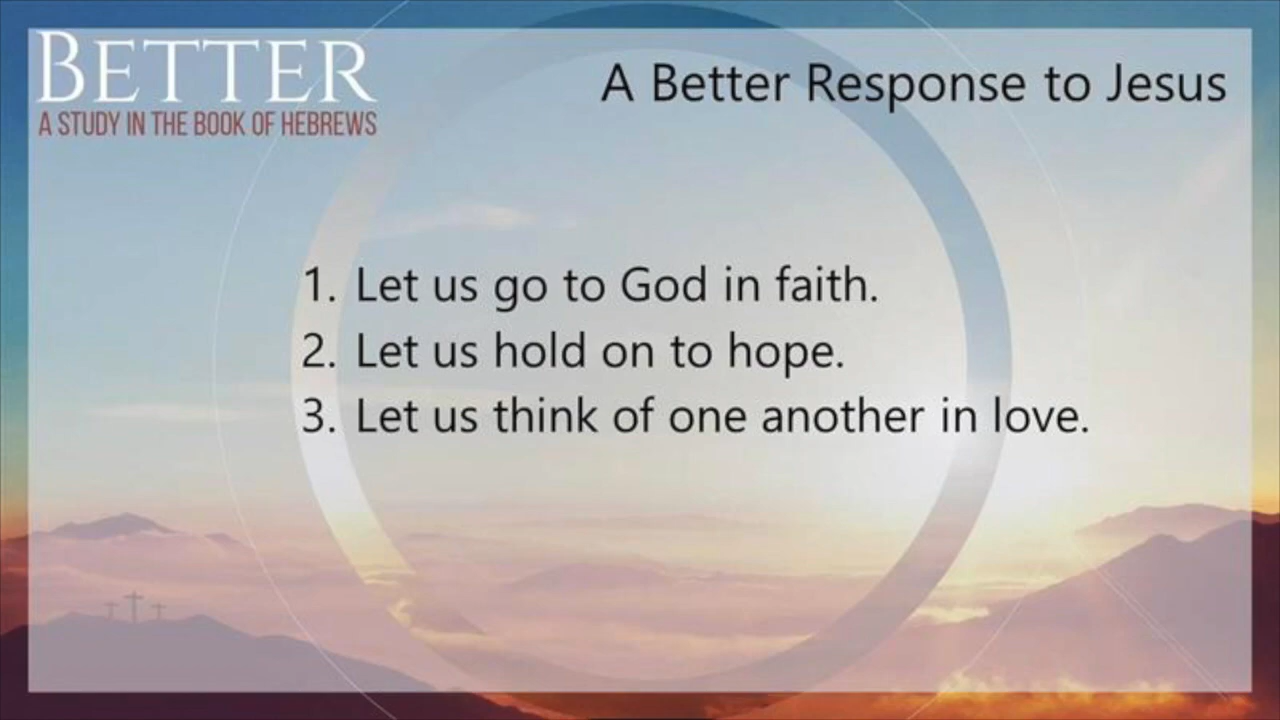 BETTER
A STUDY IN THE BOOK OF HEBREWS
A Better Response to Jesus
1. Let us go to God in faith.
2. Let us hold on to hope.
3. Let us think of one another in love.